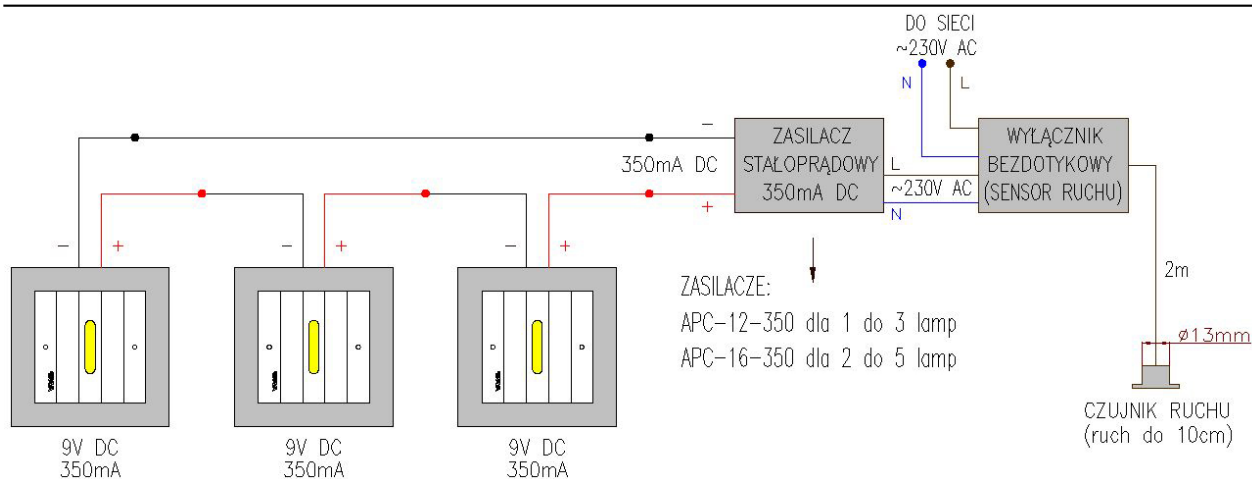 DO SIECI
~230V AC
N
L
–
350mA DC
+
ZASILACZ
STAŁOPRĄDOWY
350mA DC
L
~230V AC
N
WYŁĄCZNIK
BEZDOTYKOWY
(SENSOR RUCHU)
–
+
–
+
–
+
2m
ZASILACZE:
APC-12-350 dla 1 do 3 lamp
APC-16-350 dla 2 do 5 lamp
Ø13mm
CZUJNIK RUCHU
(ruch do 10cm)
9V DC
350mA
9V DC
350mA
9V DC
350mA